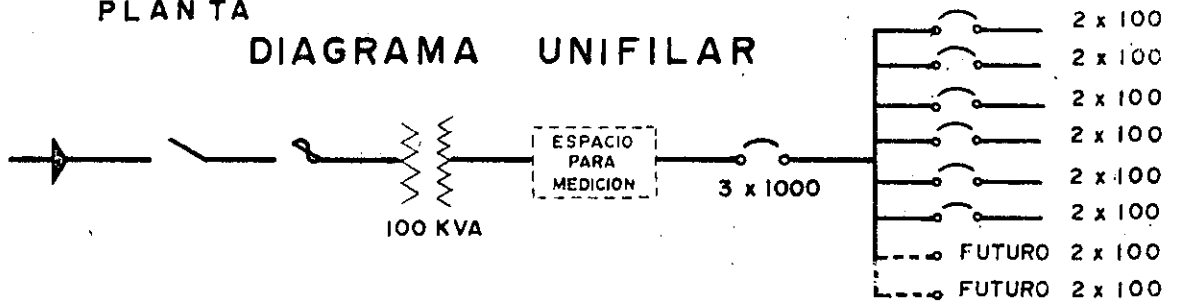 PLANTA
DIAGRAMA UNIFILAR
2 x 100
2 x 100
2 x 100
2 x 100
2 x 100
2 x 100
FUTURO 2 x 100
FUTURO 2 x 100
ESPACIO
PARA
MEDICION
3 x 1000
100 KVA